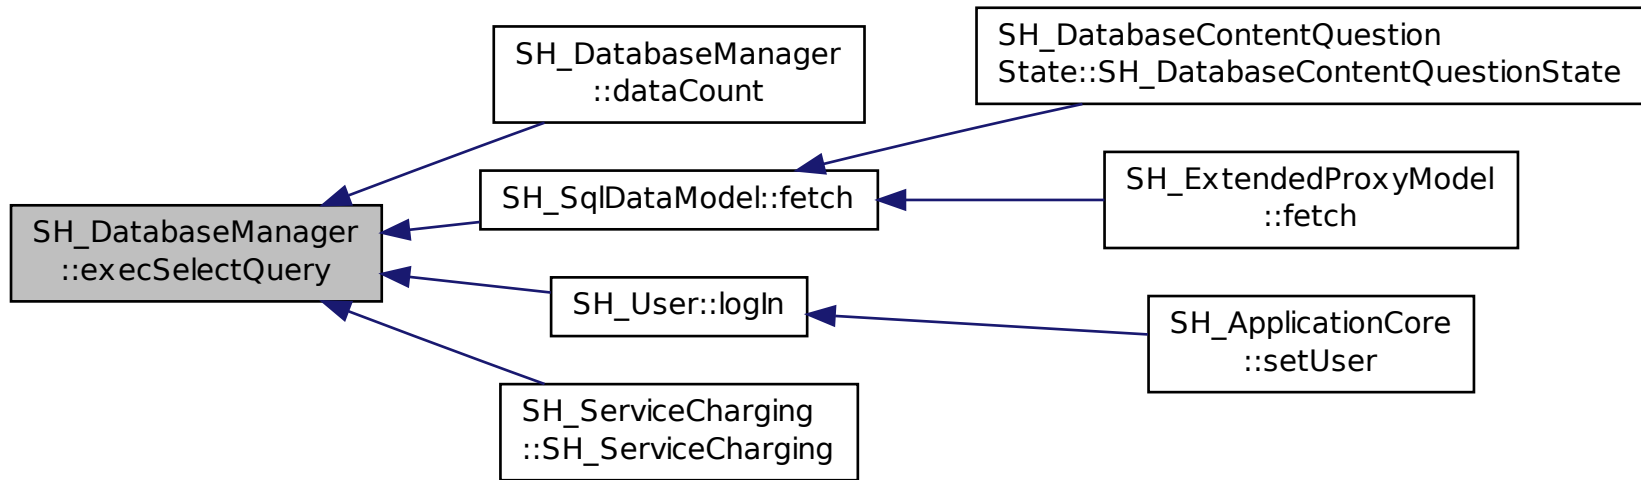 SH_DatabaseManager
::execSelectQuery
SH_DatabaseManager
::dataCount
SH_SqlDataModel::fetch
SH_User::logIn
SH_ServiceCharging
::SH_ServiceCharging
SH_DatabaseContentQuestion
State::SH_DatabaseContentQuestionState
SH_ExtendedProxyModel
::fetch
SH_ApplicationCore
::setUser